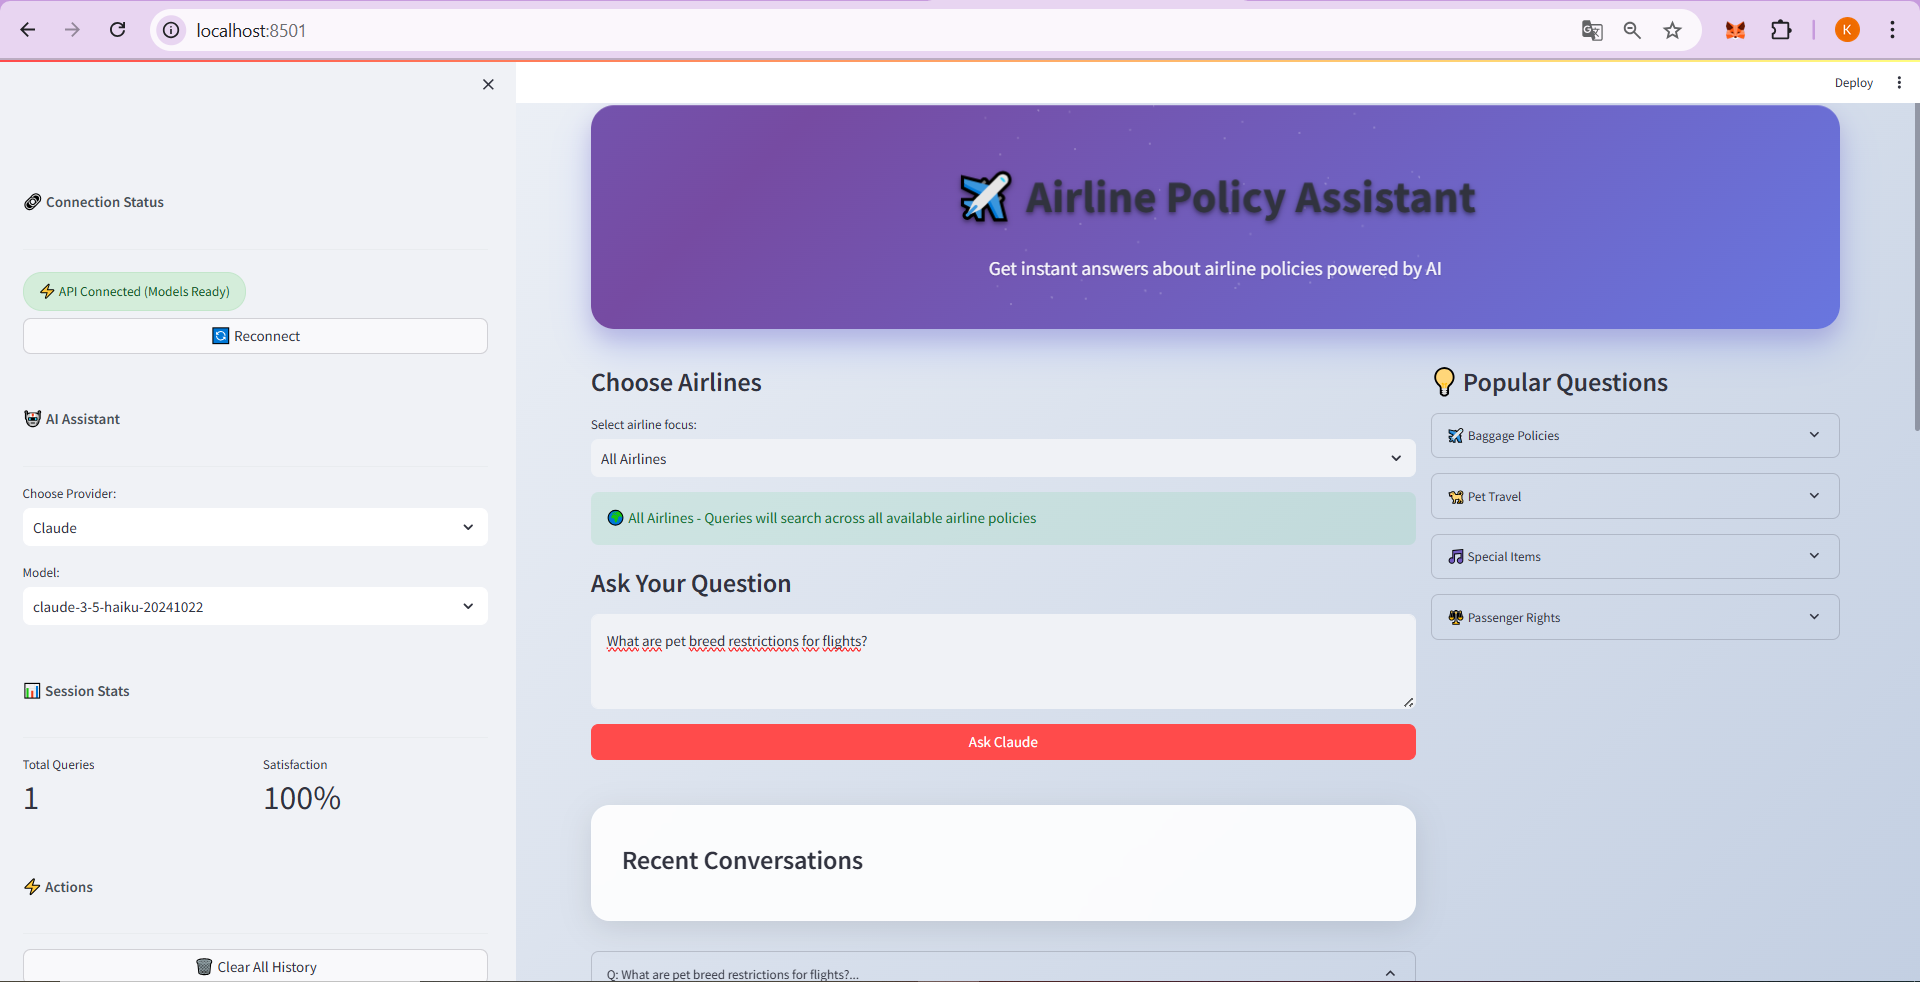 localhost:8501
K
Deploy
Connection Status
API Connected (Models Ready)
Reconnect
AI Assistant
Choose Provider:
Claude
Model:
claude-3-5-haiku-20241022
Session Stats
Total Queries
Satisfaction
1
100%
Actions
Clear All History
Airline Policy Assistant
Get instant answers about airline policies powered by AI
Choose Airlines
Select airline focus:
All Airlines
All Airlines - Queries will search across all available airline policies
Ask Your Question
What are pet breed restrictions for flights?
Ask Claude
Recent Conversations
Q: What are pet breed restrictions for flights?...
Popular Questions
Baggage Policies
Pet Travel
Special Items
Passenger Rights